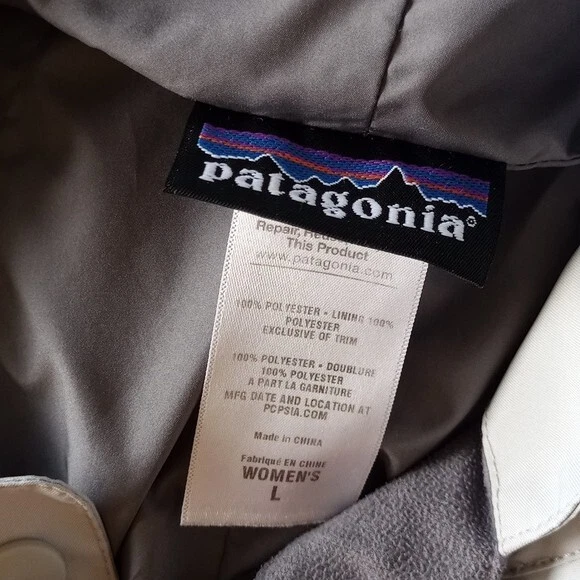 patagonia®
Repair, Reuse
This Product
www.patagonia.com
100% POLYESTER • LINING 100%
POLYESTER
EXCLUSIVE OF TRIM
100% POLYESTER • DOUBLURE
100% POLYESTER
A PART LA GARNITURE
MFG DATE AND LOCATION AT
PCPSIA.COM
Made in CHINA
Fabriqué EN CHINE
WOMEN'S
L